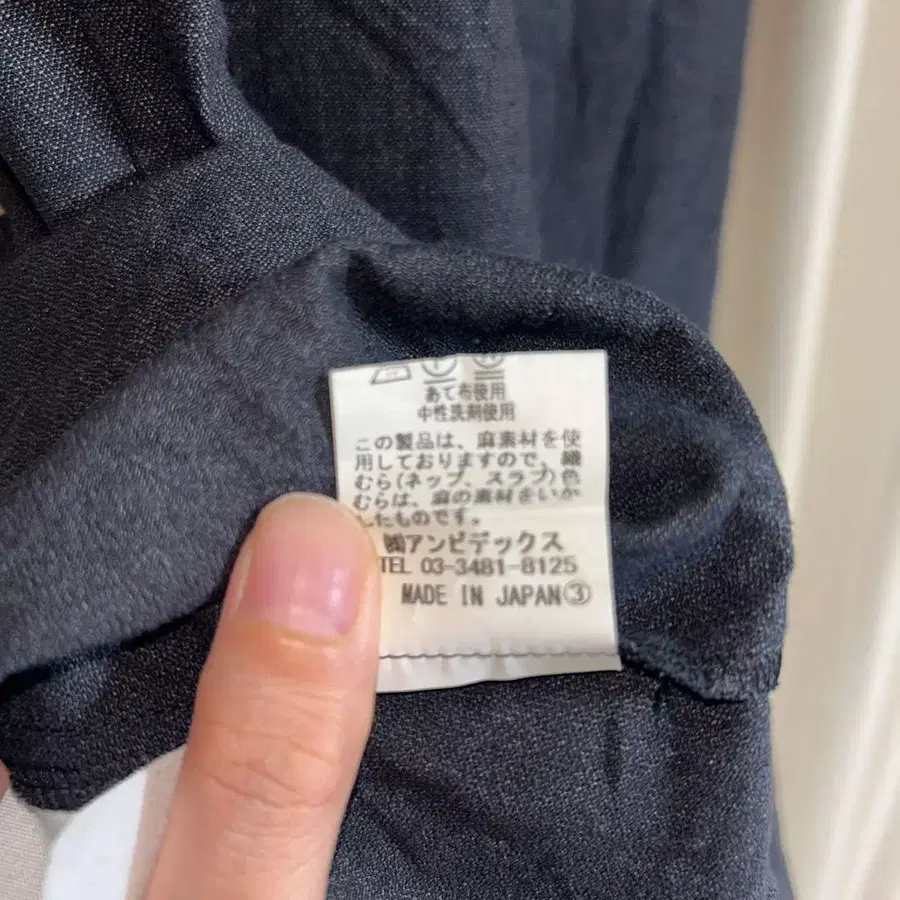 あて布使用
中性洗剤使用
この製品は、麻素材を使
用しておりますので、織
むら(ネップ、スラブ)色
むらは、麻の素材をいか
したものです。
㈱アンビデックス
TEL 03-3481-8125
MADE IN JAPAN③